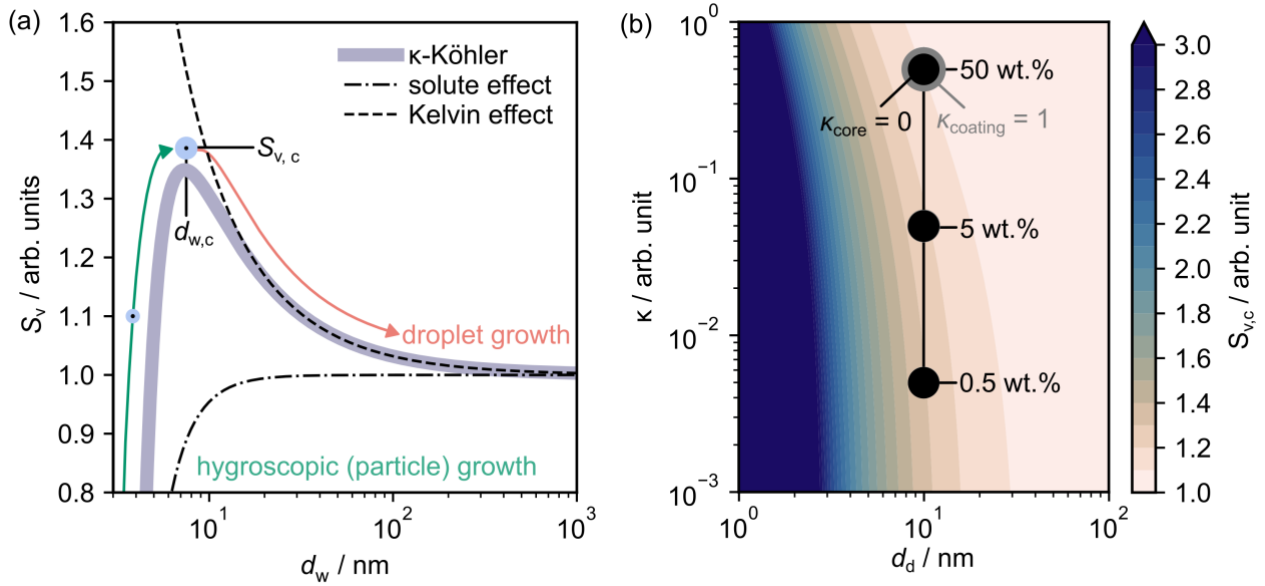 (a)
1.6
1.5
1.4
1.3
1.2
1.1
1.0
0.9
0.8
S_v / arb. units
κ-Köhler
solute effect
Kelvin effect
S_{v, c}
d_{w,c}
droplet growth
hygroscopic (particle) growth
10^1
10^2
10^3
d_w / nm
(b)
10^0
10^{-1}
10^{-2}
10^{-3}
κ / arb. unit
50 wt.%
κ_core = 0
κ_coating = 1
5 wt.%
0.5 wt.%
10^0
10^1
10^2
d_d / nm
3.0
2.8
2.6
2.4
2.2
2.0
1.8
1.6
1.4
1.2
1.0
S_{v,c} / arb. unit